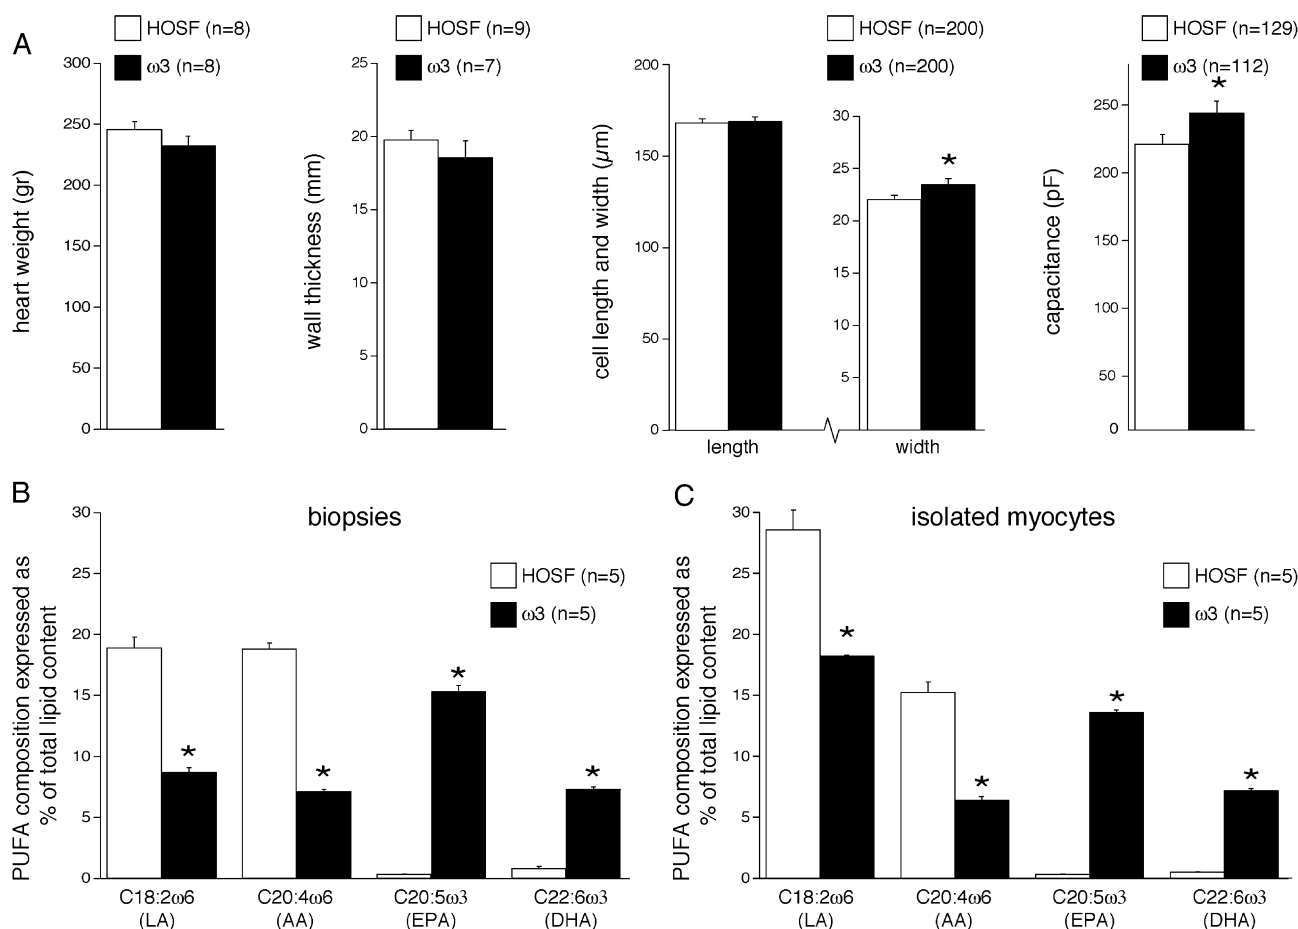 A
HOSF (n=8)
ω3 (n=8)
heart weight (gr)
300
250
200
150
100
50
0
HOSF (n=9)
ω3 (n=7)
wall thickness (mm)
25
20
15
10
5
0
HOSF (n=200)
ω3 (n=200)
cell length and width (µm)
200
150
100
50
0
length
30
25
20
15
10
5
*
width
HOSF (n=129)
ω3 (n=112)
*
capacitance (pF)
250
200
150
100
50
0
B
biopsies
HOSF (n=5)
ω3 (n=5)
PUFA composition expressed as
% of total lipid content
30
25
20
15
10
5
0
* * * *
C18:2ω6 C20:4ω6 C20:5ω3 C22:6ω3
(LA) (AA) (EPA) (DHA)
C
isolated myocytes
HOSF (n=5)
ω3 (n=5)
PUFA composition expressed as
% of total lipid content
30
25
20
15
10
5
0
* * * *
C18:2ω6 C20:4ω6 C20:5ω3 C22:6ω3
(LA) (AA) (EPA) (DHA)